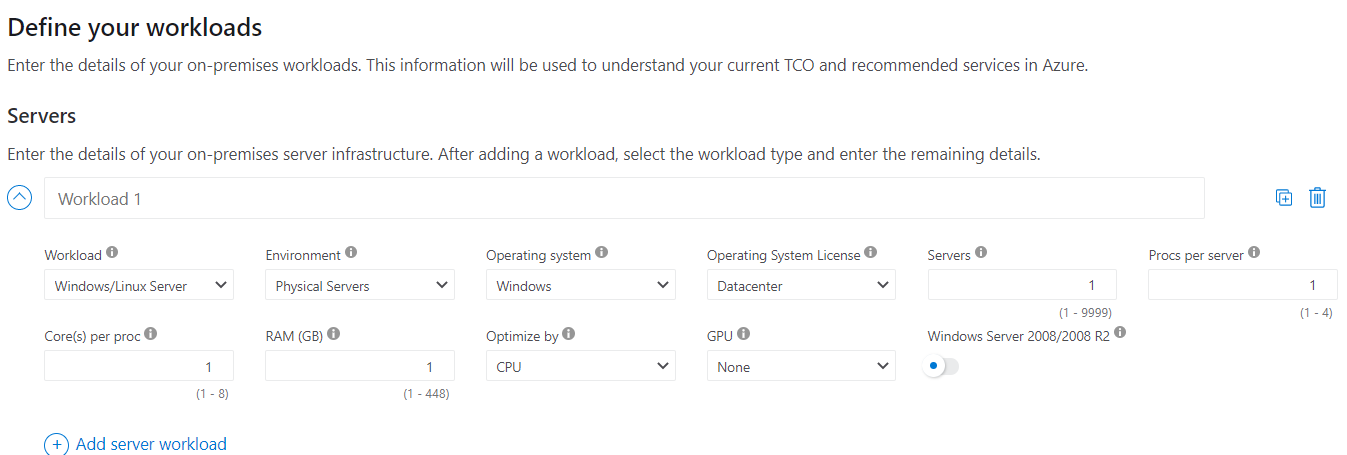 Define your workloads
Enter the details of your on-premises workloads. This information will be used to understand your current TCO and recommended services in Azure.
Servers
Enter the details of your on-premises server infrastructure. After adding a workload, select the workload type and enter the remaining details.
Workload 1
Workload Environment Operating system Operating System License Servers Procs per server
Windows/Linux Server Physical Servers Windows Datacenter 1 1
(1 - 9999) (1 - 4)
Core(s) per proc RAM (GB) Optimize by GPU Windows Server 2008/2008 R2
1 1 CPU None
(1 - 8) (1 - 448)
Add server workload